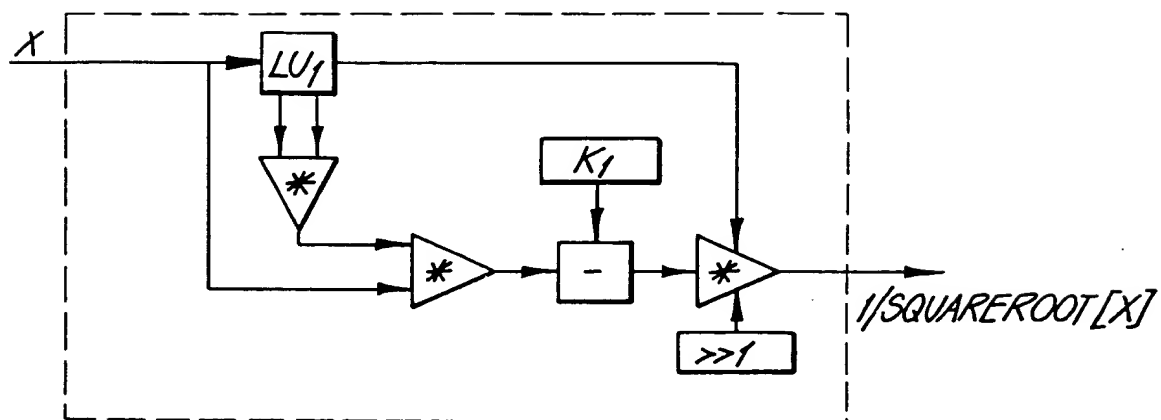 X
LU1
*
K1
*
-
*
1/SQUAREROOT[X]
>>1